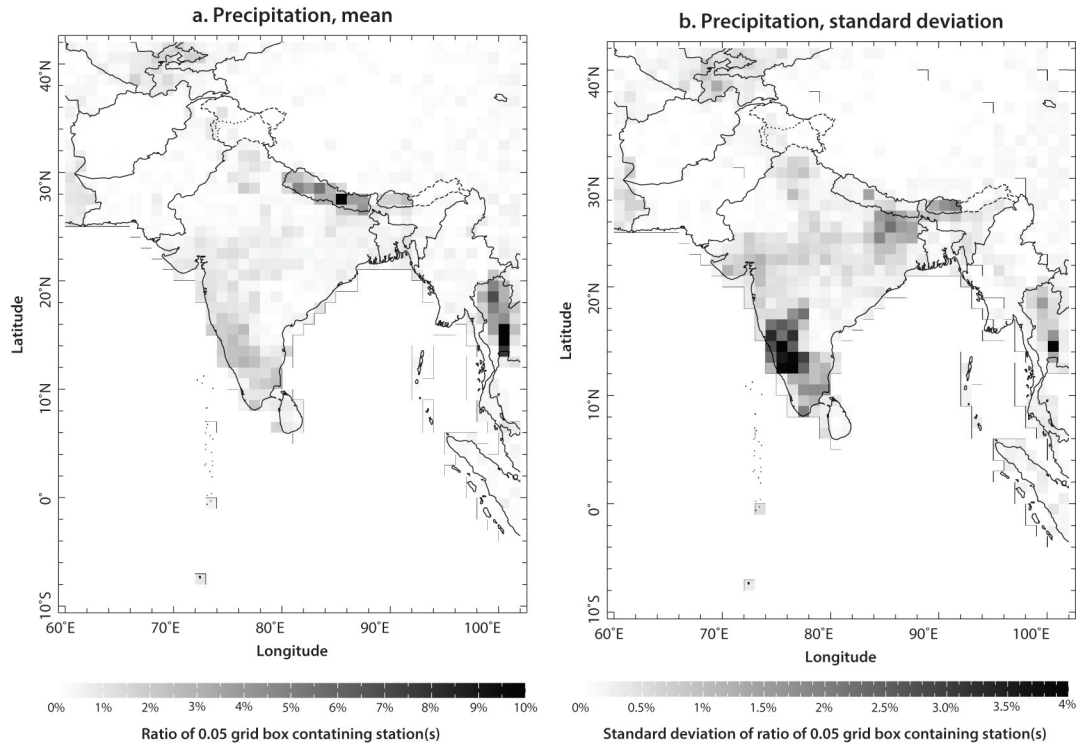 a. Precipitation, mean
b. Precipitation, standard deviation
40°N
30°N
20°N
10°N
0°
10°S
Latitude
60°E 70°E 80°E 90°E 100°E
Longitude
40°N
30°N
20°N
10°N
0°
10°S
Latitude
60°E 70°E 80°E 90°E 100°E
Longitude
0% 1% 2% 3% 4% 5% 6% 7% 8% 9% 10%
Ratio of 0.05 grid box contatining station(s)
0% 0.5% 1% 1.5% 2% 2.5% 3.0% 3.5% 4%
Standard deviation of ratio of 0.05 grid box containing station(s)